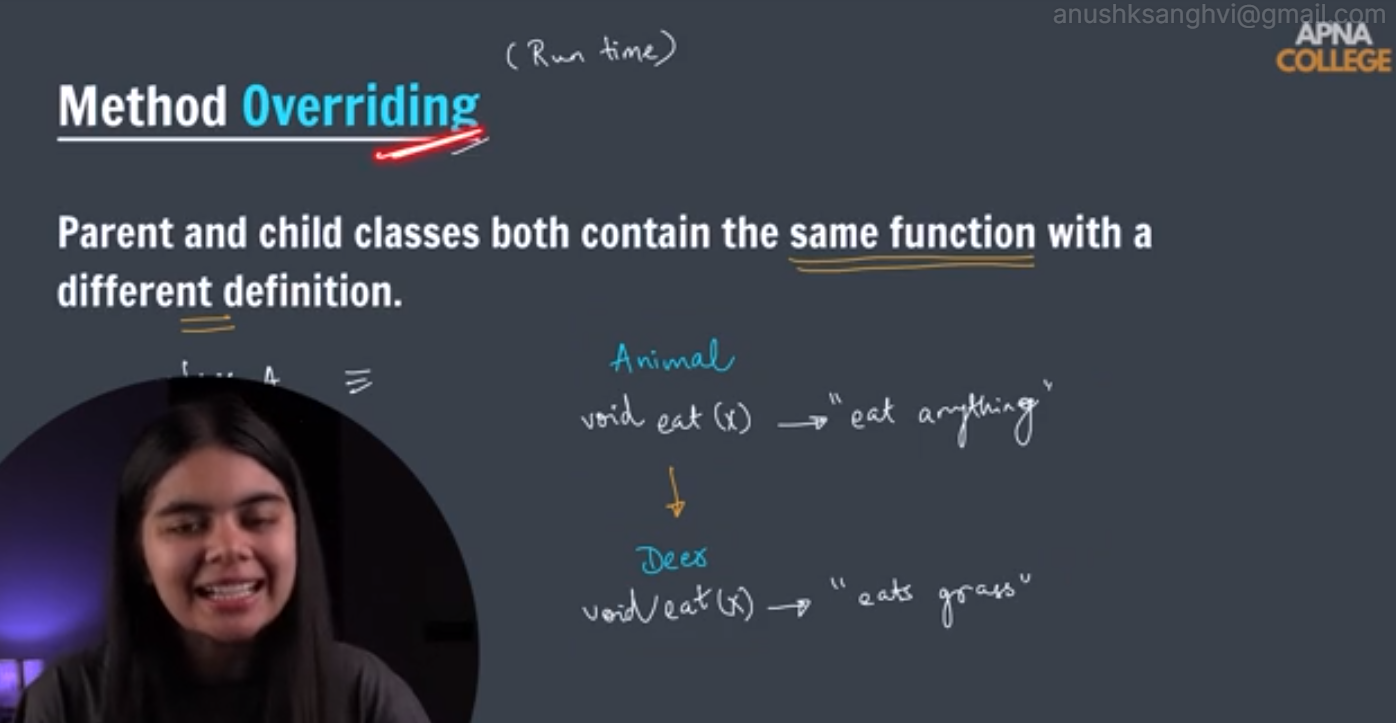 anushksanghvi@gmail.com
APNA
COLLEGE
(Run time)
Method Overriding
Parent and child classes both contain the same function with a
different definition.
Animal
void eat (x) → "eat anything"
Deer
void eat (x) → "eats grass"